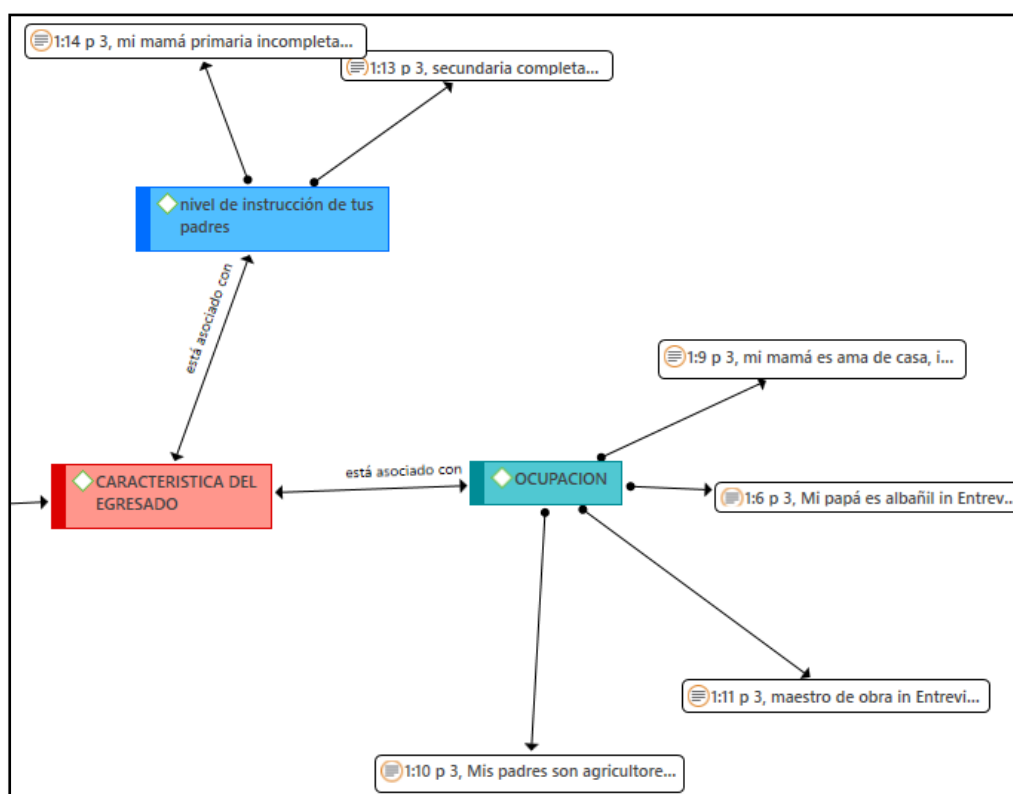 1:14 p 3, mi mamá primaria incompleta...
1:13 p 3, secundaria completa...
nivel de instrucción de tus
padres
está asociado con
1:9 p 3, mi mamá es ama de casa, i...
CARACTERISTICA DEL
EGRESADO
está asociado con
OCUPACION
1:6 p 3, Mi papá es albañil in Entrev...
1:11 p 3, maestro de obra in Entrevi...
1:10 p 3, Mis padres son agricultore...